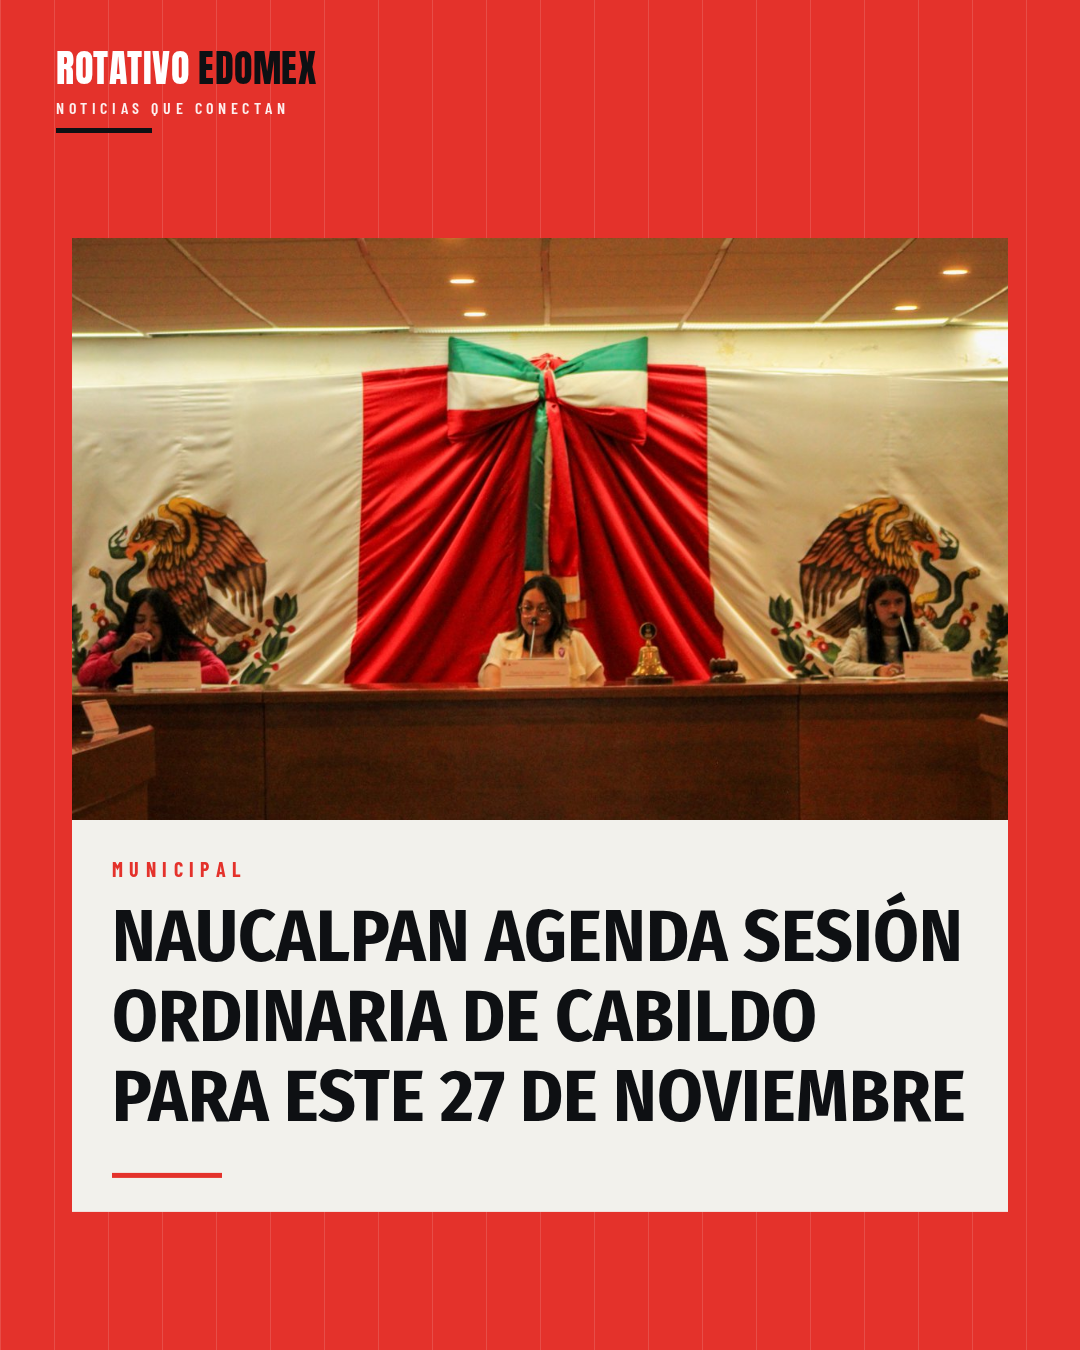 ROTATIVO EDOMEX
NOTICIAS QUE CONECTAN
MUNICIPAL
NAUCALPAN AGENDA SESIÓN
ORDINARIA DE CABILDO
PARA ESTE 27 DE NOVIEMBRE